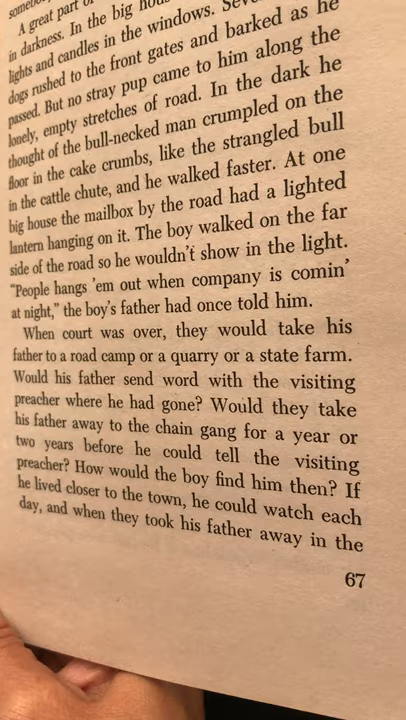 A great part of
in darkness. In the big
lights and candles in the windows.
dogs rushed to the front gates and barked as he
passed. But no stray pup came to him along the
lonely, empty stretches of road. In the dark he
thought of the bull-necked man crumpled on the
floor in the cake crumbs, like the strangled bull
in the cattle chute, and he walked faster. At one
big house the mailbox by the road had a lighted
lantern hanging on it. The boy walked on the far
side of the road so he wouldn't show in the light.
"People hangs 'em out when company is comin'
at night," the boy's father had once told him.
When court was over, they would take his
father to a road camp or a quarry or a state farm.
Would his father send word with the visiting
preacher where he had gone? Would they take
his father away to the chain gang for a year or
two years before he could tell the visiting
preacher? How would the boy find him then? If
he lived closer to the town, he could watch each
day, and when they took his father away in the
67